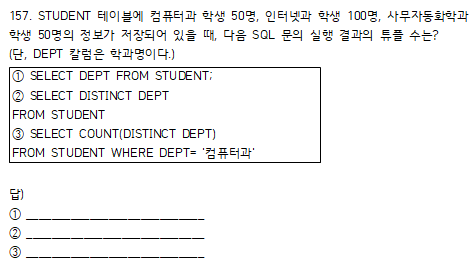 157. STUDENT 테이블에 컴퓨터과 학생 50명, 인터넷과 학생 100명, 사무자동화학과
학생 50명의 정보가 저장되어 있을 때, 다음 SQL 문의 실행 결과의 튜플 수는?
(단, DEPT 칼럼은 학과명이다.)
① SELECT DEPT FROM STUDENT;
② SELECT DISTINCT DEPT
FROM STUDENT
③ SELECT COUNT(DISTINCT DEPT)
FROM STUDENT WHERE DEPT= '컴퓨터과'
답)
① ____________________________
② ____________________________
③ ____________________________